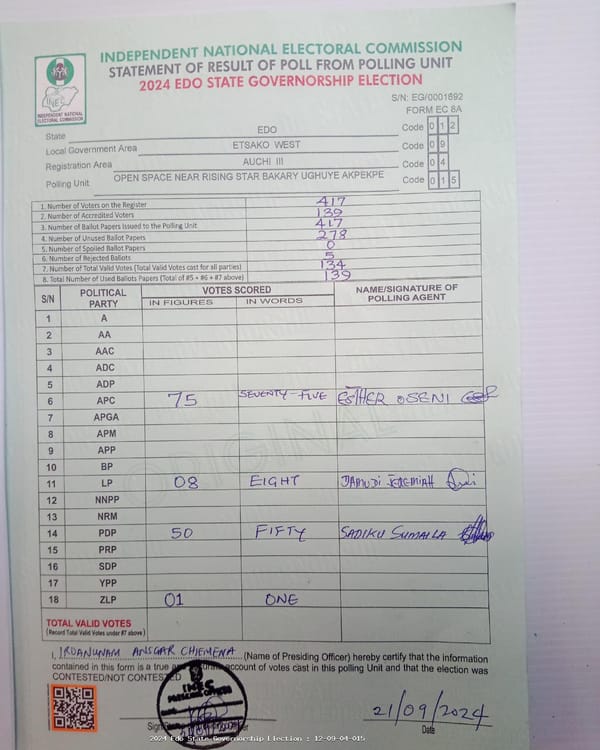 INDEPENDENT NATIONAL ELECTORAL COMMISSION
STATEMENT OF RESULT OF POLL FROM POLLING UNIT
2024 EDO STATE GOVERNORSHIP ELECTION
INEC
INDEPENDENT NATIONAL
ELECTORAL COMMISSION
S/N: EG/0001692
FORM EC 8A
State EDO Code 0 1 2
Local Government Area ETSAKO WEST Code 0 9
Registration Area AUCHI III Code 0 4
Polling Unit OPEN SPACE NEAR RISING STAR BAKARY UGHUYE AKPEKPE Code 0 1 5
1. Number of Voters on the Register 417
2. Number of Accredited Voters 139
3. Number of Ballot Papers Issued to the Polling Unit 417
4. Number of Unused Ballot Papers 278
5. Number of Spoiled Ballot Papers 0
6. Number of Rejected Ballots 5
7. Number of Total Valid Votes (Total Valid Votes cast for all parties) 134
8. Total Number of Used Ballots Papers (Total of #5 + #6 + #7 above) 139
S/N POLITICAL PARTY VOTES SCORED NAME/SIGNATURE OF POLLING AGENT
IN FIGURES IN WORDS
1 A
2 AA
3 AAC
4 ADC
5 ADP
6 APC 75 SEVENTY-FIVE ESTHER OSENI
7 APGA
8 APM
9 APP
10 BP
11 LP 08 EIGHT JEREMIAH
12 NNPP
13 NRM
14 PDP 50 FIFTY SADIKU SUMAILA
15 PRP
16 SDP
17 YPP
18 ZLP 01 ONE
ORIGINAL
TOTAL VALID VOTES
(Record Total Valid Votes under #7 above)
I, ANSGAR CHIEMENA (Name of Presiding Officer) hereby certify that the information
contained in this form is a true account of votes cast in this polling Unit and that the election was
CONTESTED/NOT CONTESTED
INEC
21/09/2024
Date
2024 Edo State Governorship Election : 12-09-04-015